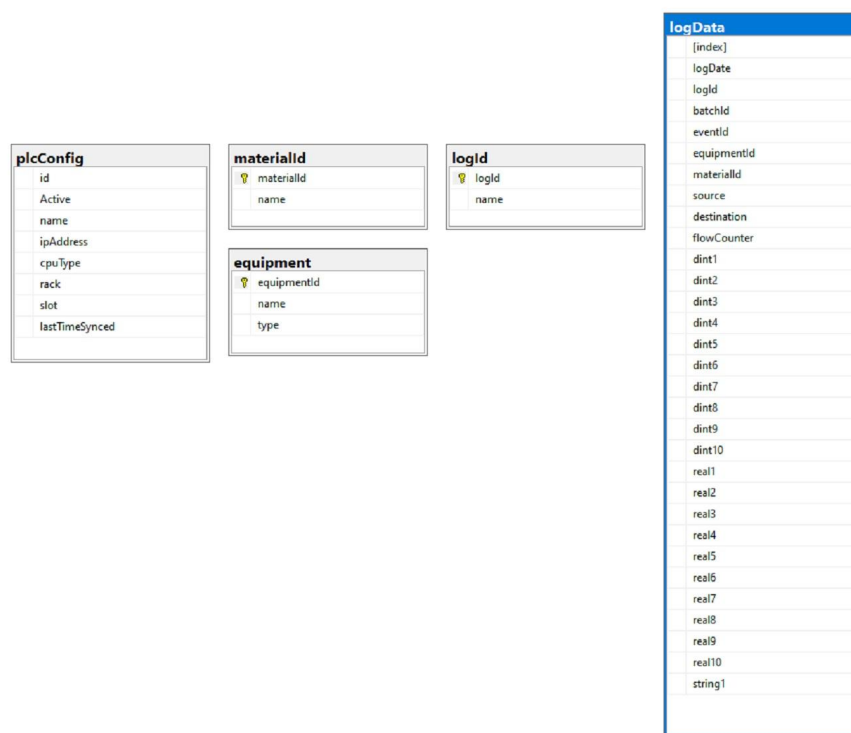 plcConfig
id
Active
name
ipAddress
cpuType
rack
slot
lastTimeSynced
materialId
materialId
name
equipment
equipmentId
name
type
logId
logId
name
logData
[index]
logDate
logId
batchId
eventId
equipmentId
materialId
source
destination
flowCounter
dint1
dint2
dint3
dint4
dint5
dint6
dint7
dint8
dint9
dint10
real1
real2
real3
real4
real5
real6
real7
real8
real9
real10
string1